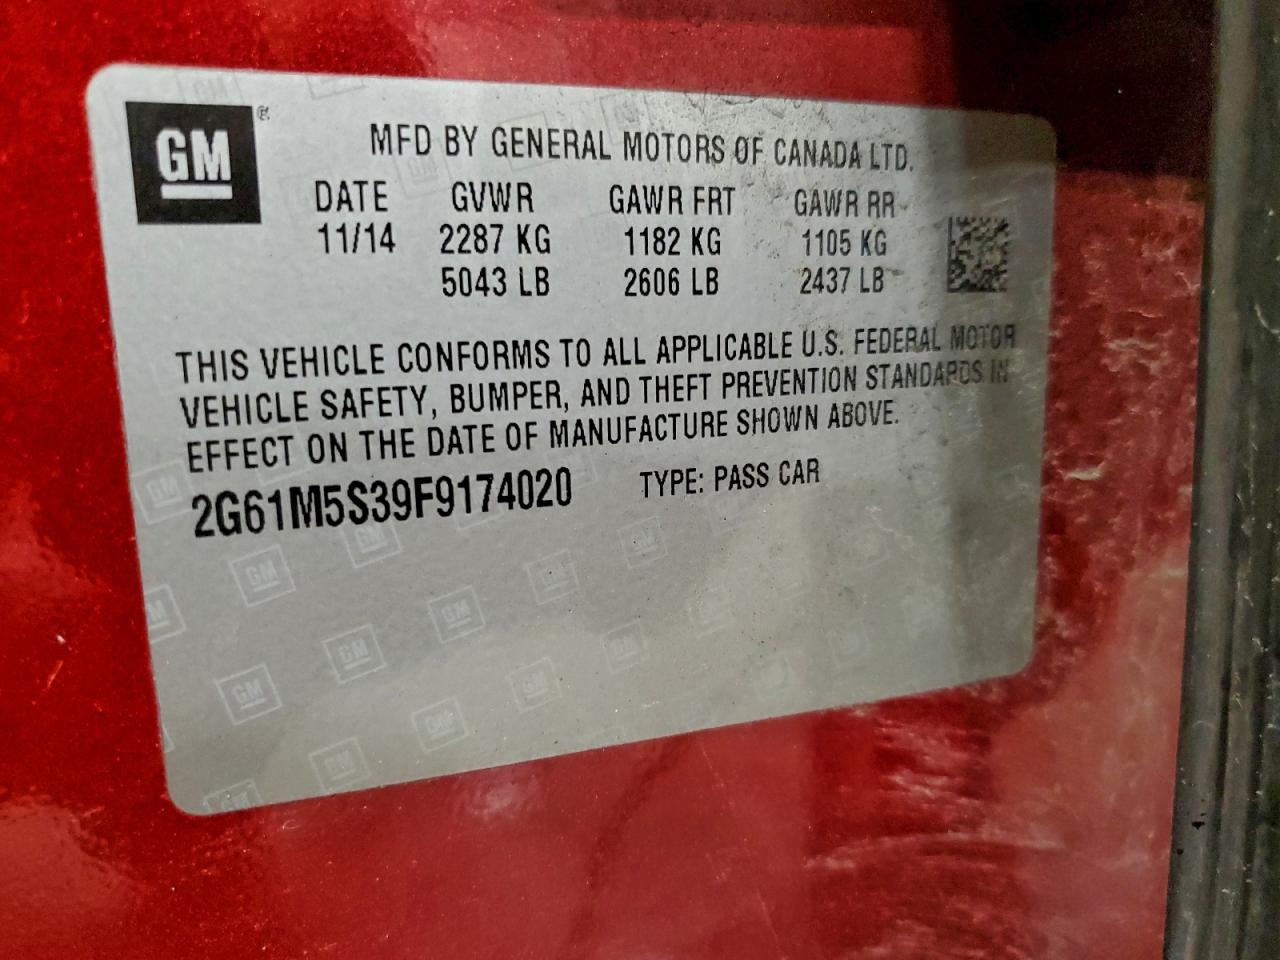 GM ®
MFD BY GENERAL MOTORS OF CANADA LTD.
DATE GVWR GAWR FRT GAWR RR
11/14 2287 KG 1182 KG 1105 KG
5043 LB 2606 LB 2437 LB
THIS VEHICLE CONFORMS TO ALL APPLICABLE U.S. FEDERAL MOTOR
VEHICLE SAFETY, BUMPER, AND THEFT PREVENTION STANDARDS IN
EFFECT ON THE DATE OF MANUFACTURE SHOWN ABOVE.
2G61M5S39F9174020 TYPE: PASS CAR